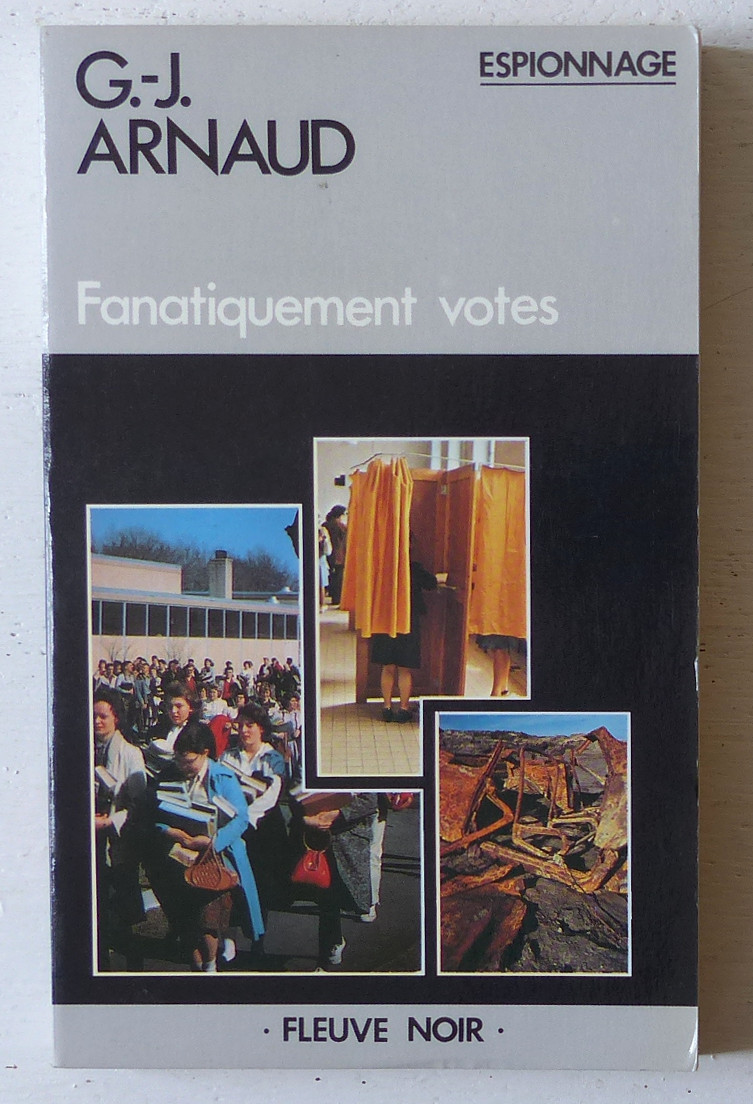 G.-J.
ARNAUD
ESPIONNAGE
Fanatiquement votes
· FLEUVE NOIR ·